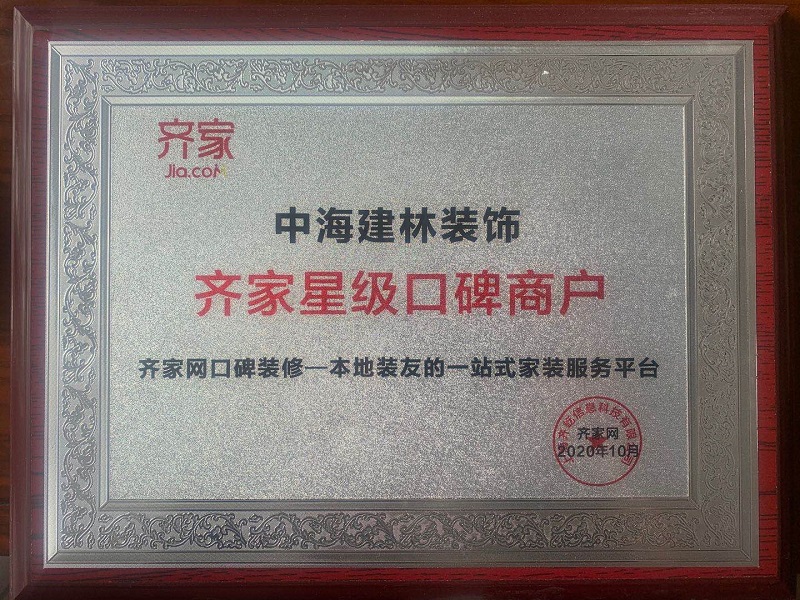 齐家
Jia.com
中海建林装饰
齐家星级口碑商户
齐家网口碑装修—本地装友的一站式家装服务平台
齐家网
2020年10月